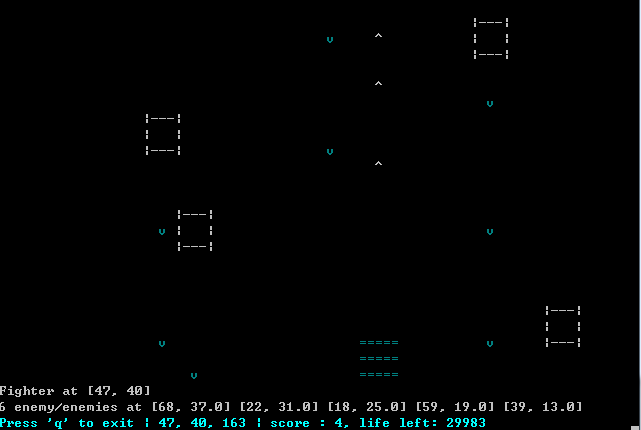 Fighter at [47, 40]
6 enemy/enemies at [68, 37.0] [22, 31.0] [18, 25.0] [59, 19.0] [39, 13.0]
Press 'q' to exit ¦ 47, 40, 163 ¦ score : 4, life left: 29983